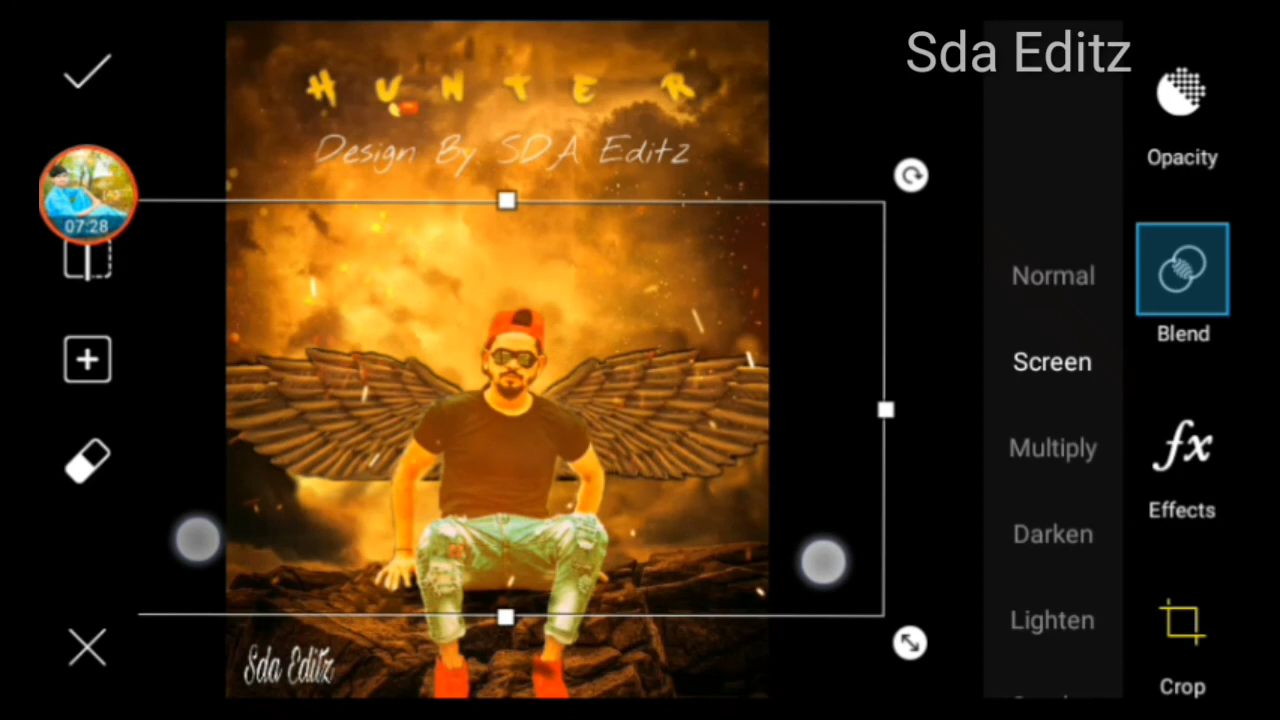 Sda Editz
HUNTER
Design By SDA Editz
Opacity
07:28
Normal
Blend
Screen
Multiply
fx
Effects
Darken
Lighten
Sda Editz
Crop